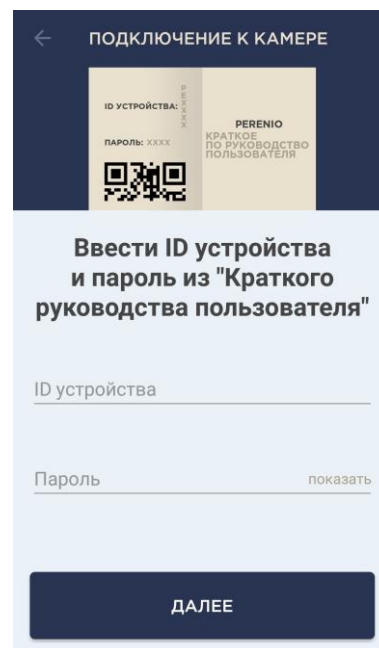 ПОДКЛЮЧЕНИЕ К КАМЕРЕ
ID УСТРОЙСТВА:
PEXXXX
ПАРОЛЬ: XXXX
PERENIO
КРАТКОЕ
ПО РУКОВОДСТВО
ПОЛЬЗОВАТЕЛЯ
Ввести ID устройства
и пароль из "Краткого
руководства пользователя"
ID устройства
Пароль показать
ДАЛЕЕ